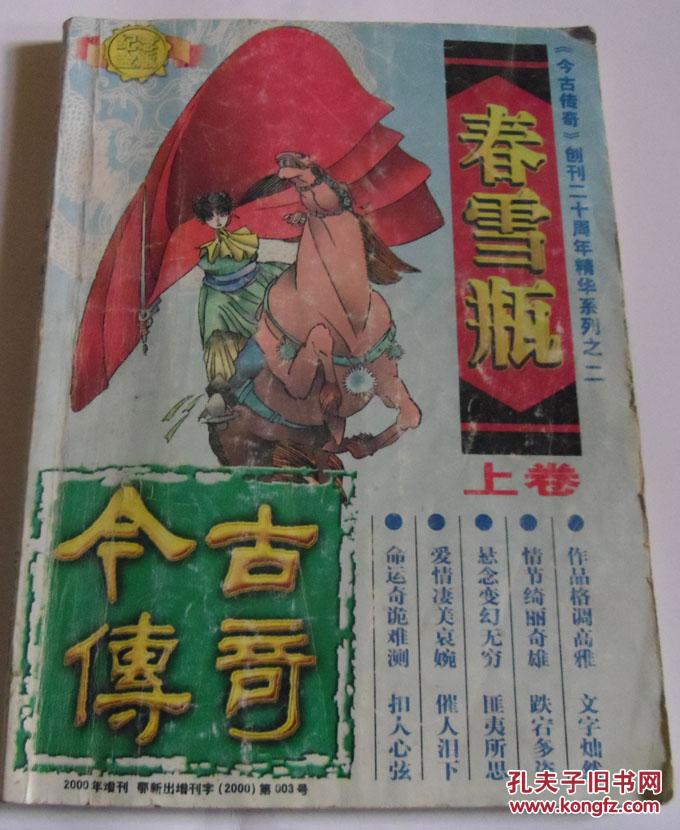 《今古传奇》创刊二十周年精华系列之二
春雪瓶
上卷
作品格调高雅 文字灿然
情节绮丽奇雄 跌宕多姿
悬念变幻无穷 匪夷所思
爱情凄美哀婉 催人泪下
命运奇诡难测 扣人心弦
今古
傳奇
2000年增刊 鄂新出增刊字(2000)第003号
孔夫子旧书网
www.kongfz.com